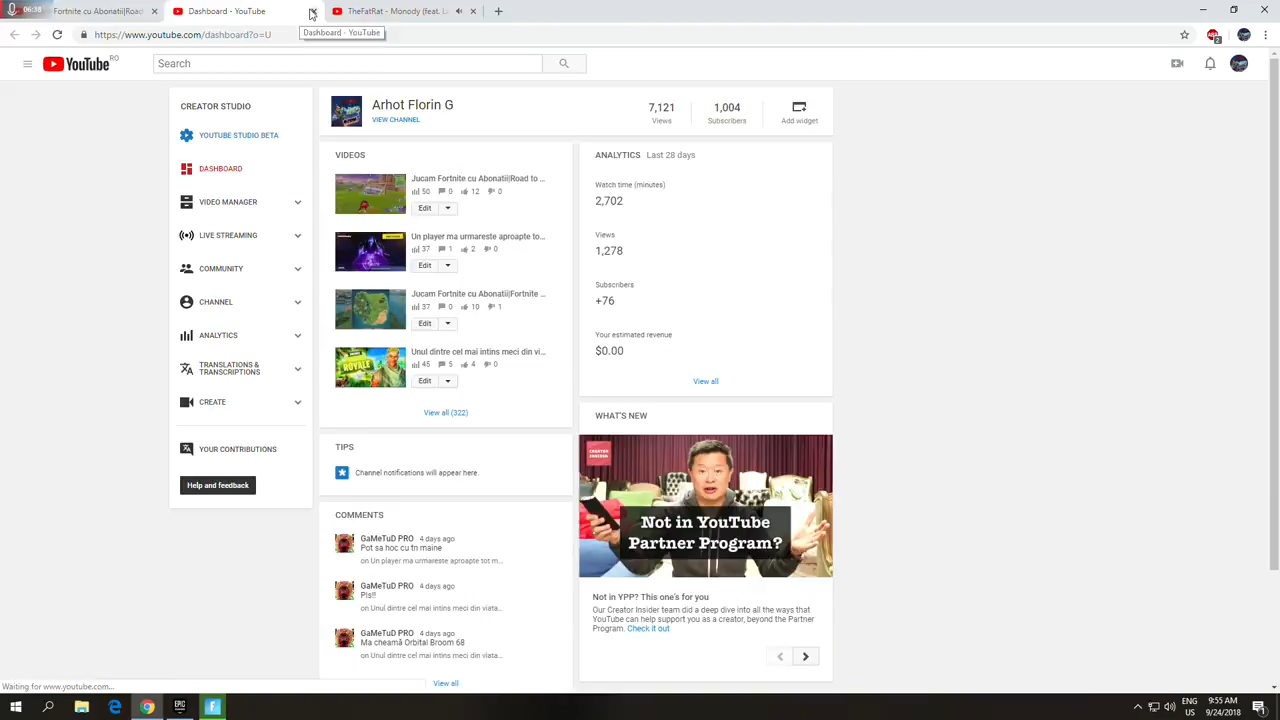 06:38
Dashboard - YouTube
TheFatRat - Monody (feat. L
https://www.youtube.com/dashboard?o=U
Dashboard - YouTube
2
YouTube RO
Search
CREATOR STUDIO
YOUTUBE STUDIO BETA
DASHBOARD
VIDEO MANAGER
LIVE STREAMING
COMMUNITY
CHANNEL
ANALYTICS
TRANSLATIONS &
TRANSCRIPTIONS
CREATE
YOUR CONTRIBUTIONS
Help and feedback
Arhot Florin G
VIEW CHANNEL
7,121
Views
1,004
Subscribers
Add widget
VIDEOS
Jucam Fortnite cu Abonatii|Road to ...
50 0 12 0
Edit
Un player ma urmareste aproapte to...
37 1 2 0
Edit
Jucam Fortnite cu Abonatii|Fortnite ...
37 0 10 1
Edit
Unul dintre cel mai intins meci din vi...
45 5 4 0
Edit
View all (322)
TIPS
Channel notifications will appear here.
COMMENTS
GaMeTuD PRO 4 days ago
Pot sa hoc cu tn maine
on Un player ma urmareste aproapte tot m...
GaMeTuD PRO 4 days ago
Pls!!
on Unul dintre cel mai intins meci din viata...
GaMeTuD PRO 4 days ago
Ma cheamă Orbital Broom 68
on Unul dintre cel mai intins meci din viata...
View all
ANALYTICS Last 28 days
Watch time (minutes)
2,702
Views
1,278
Subscribers
+76
Your estimated revenue
$0.00
View all
WHAT'S NEW
CREATOR
INSIDER
Not in YouTube
Partner Program?
Not in YPP? This one's for you
Our Creator Insider team did a deep dive into all the ways that
YouTube can help support you as a creator, beyond the Partner
Program. Check it out
Waiting for www.youtube.com...
EPIC
ENG
US
9:55 AM
9/24/2018